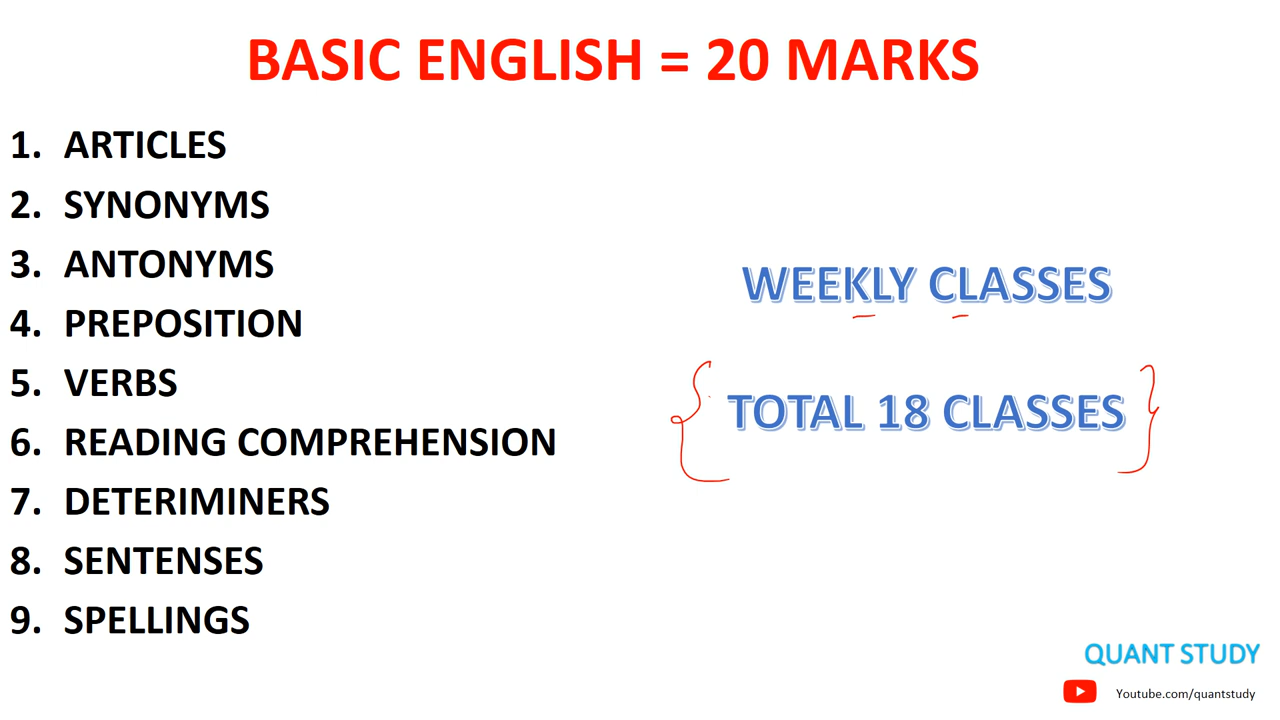 BASIC ENGLISH = 20 MARKS
1. ARTICLES
2. SYNONYMS
3. ANTONYMS
4. PREPOSITION
5. VERBS
6. READING COMPREHENSION
7. DETERIMINERS
8. SENTENSES
9. SPELLINGS
WEEKLY CLASSES
TOTAL 18 CLASSES
QUANT STUDY
Youtube.com/quantstudy